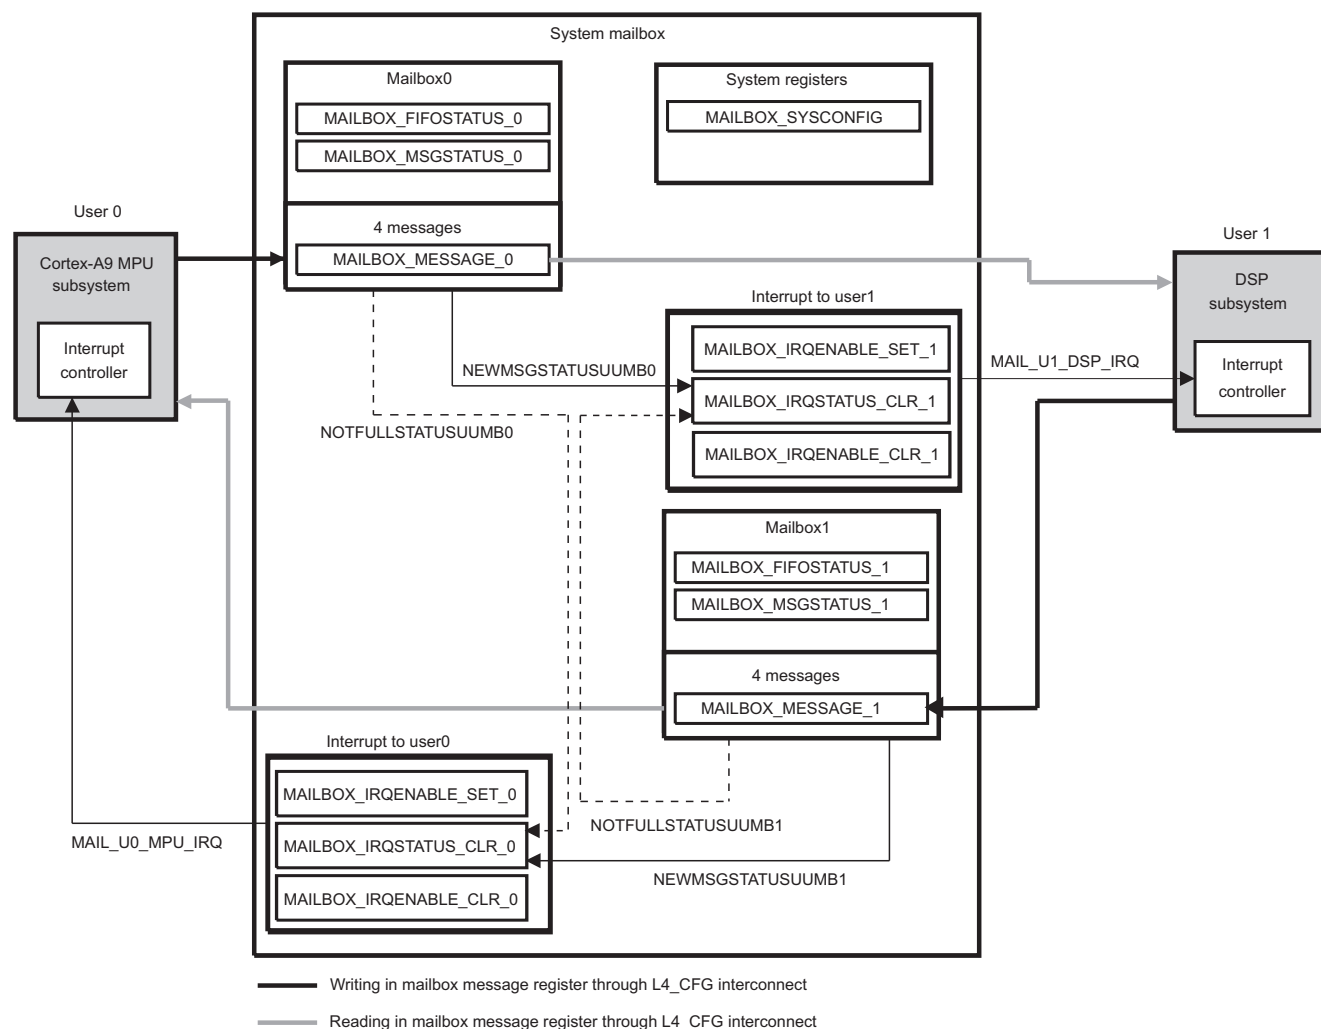 System mailbox
Mailbox0
MAILBOX_FIFOSTATUS_0
MAILBOX_MSGSTATUS_0
4 messages
MAILBOX_MESSAGE_0
System registers
MAILBOX_SYSCONFIG
User 0
Cortex-A9 MPU
subsystem
Interrupt
controller
User 1
DSP
subsystem
Interrupt
controller
Interrupt to user1
MAILBOX_IRQENABLE_SET_1
MAILBOX_IRQSTATUS_CLR_1
MAILBOX_IRQENABLE_CLR_1
MAIL_U1_DSP_IRQ
NEWMSGSTATUSUUMB0
NOTFULLSTATUSUUMB0
Mailbox1
MAILBOX_FIFOSTATUS_1
MAILBOX_MSGSTATUS_1
4 messages
MAILBOX_MESSAGE_1
Interrupt to user0
MAILBOX_IRQENABLE_SET_0
MAILBOX_IRQSTATUS_CLR_0
MAILBOX_IRQENABLE_CLR_0
MAIL_U0_MPU_IRQ
NOTFULLSTATUSUUMB1
NEWMSGSTATUSUUMB1
Writing in mailbox message register through L4_CFG interconnect
Reading in mailbox message register through L4_CFG interconnect